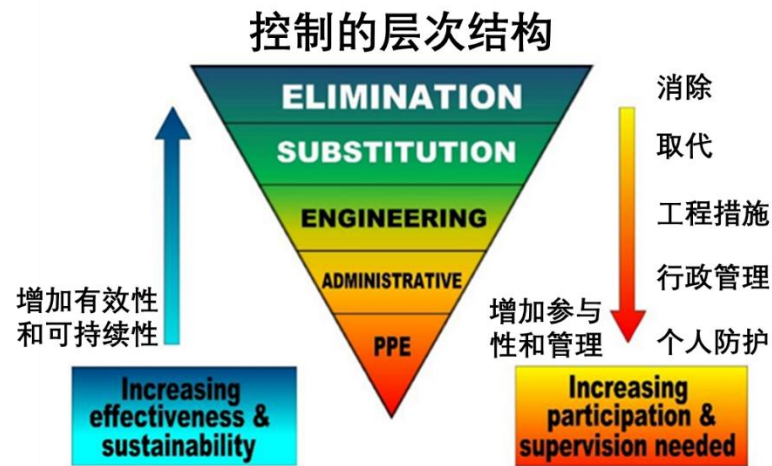 控制的层次结构
ELIMINATION
SUBSTITUTION
ENGINEERING
ADMINISTRATIVE
PPE
消除
取代
工程措施
行政管理
个人防护
增加有效性
和可持续性
增加参与
性和管理
Increasing
effectiveness &
sustainability
Increasing
participation &
supervision needed